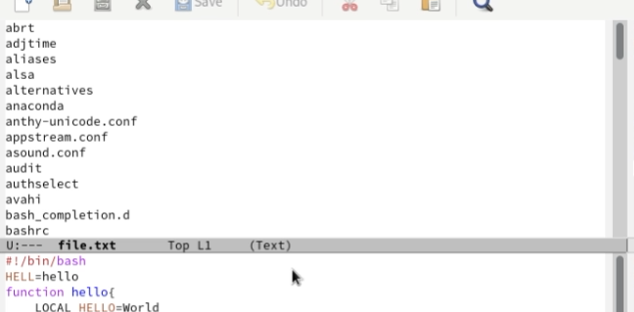 Save Undo
abrt
adjtime
aliases
alsa
alternatives
anaconda
anthy-unicode.conf
appstream.conf
asound.conf
audit
authselect
avahi
bash_completion.d
bashrc
U:--- file.txt Top L1 (Text)
#!/bin/bash
HELL=hello
function hello{
LOCAL HELLO=World